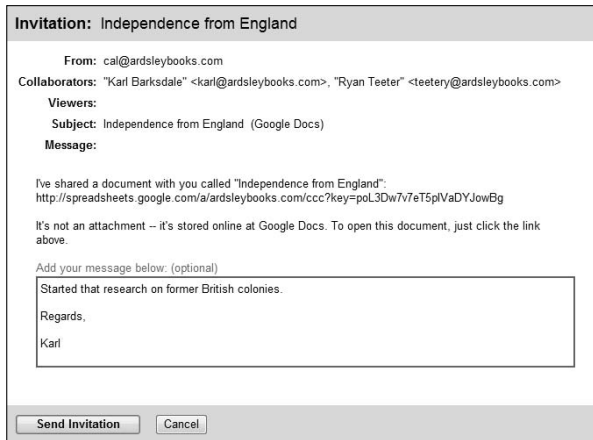 Invitation: Independence from England
From: cal@ardsleybooks.com
Collaborators: "Karl Barksdale" <karl@ardsleybooks.com>, "Ryan Teeter" <teetery@ardsleybooks.com>
Viewers:
Subject: Independence from England (Google Docs)
Message:
I've shared a document with you called "Independence from England":
http://spreadsheets.google.com/a/ardsleybooks.com/ccc?key=poL3Dw7v7eT5plVaDYJowBg
It's not an attachment -- it's stored online at Google Docs. To open this document, just click the link
above.
Add your message below: (optional)
Started that research on former British colonies.
Regards,
Karl
Send Invitation Cancel